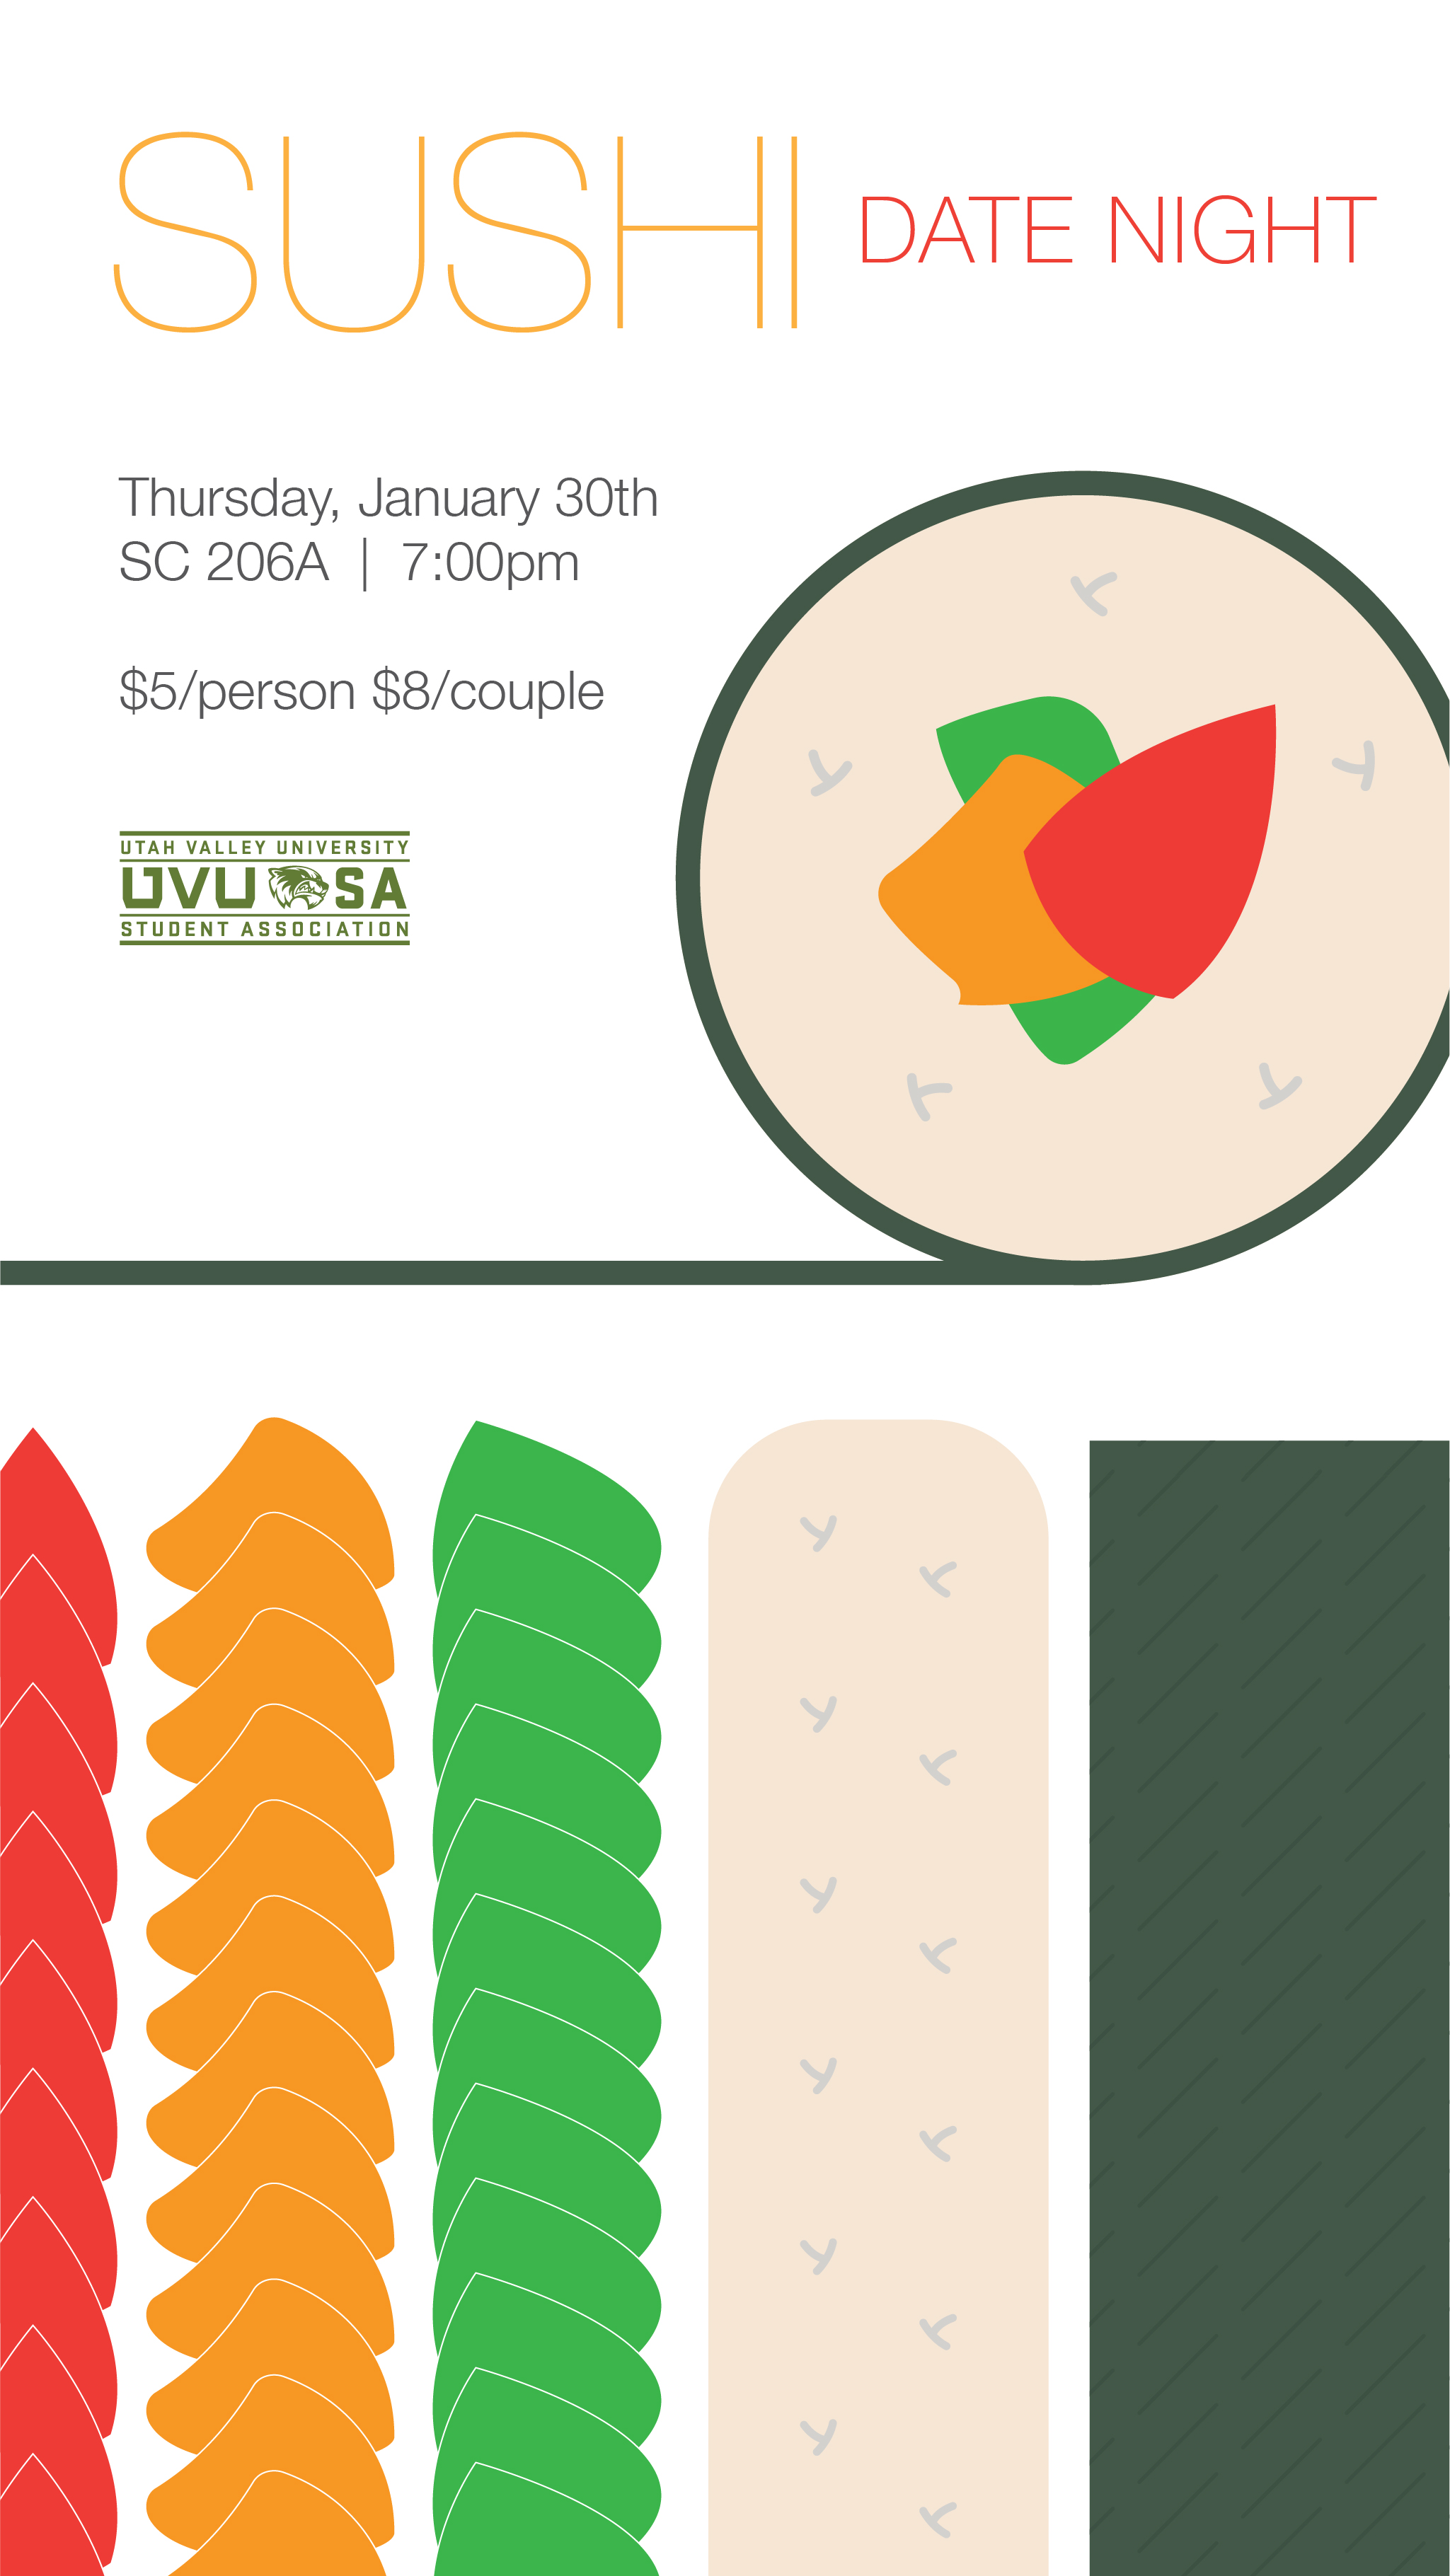 SUSHI DATE NIGHT
Thursday, January 30th
SC 206A | 7:00pm
$5/person $8/couple
UTAH VALLEY UNIVERSITY
UVU SA
STUDENT ASSOCIATION